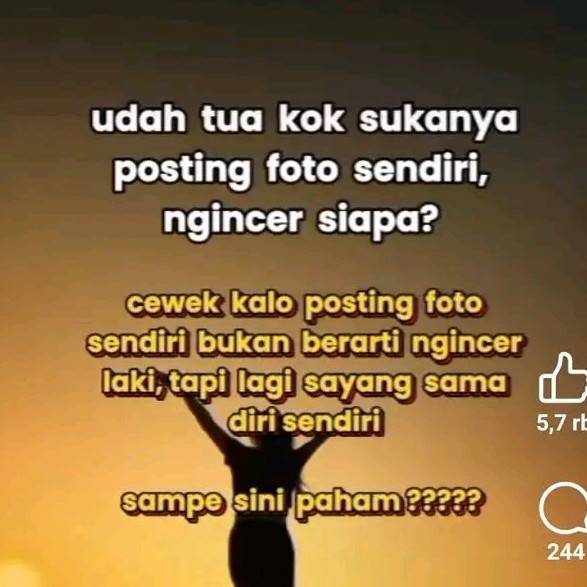 udah tua kok sukanya
posting foto sendiri,
ngincer siapa?
cewek kalo posting foto
sendiri bukan berarti ngincer
laki, tapi lagi sayang sama
diri sendiri
sampe sini paham?????
5,7 rb
244